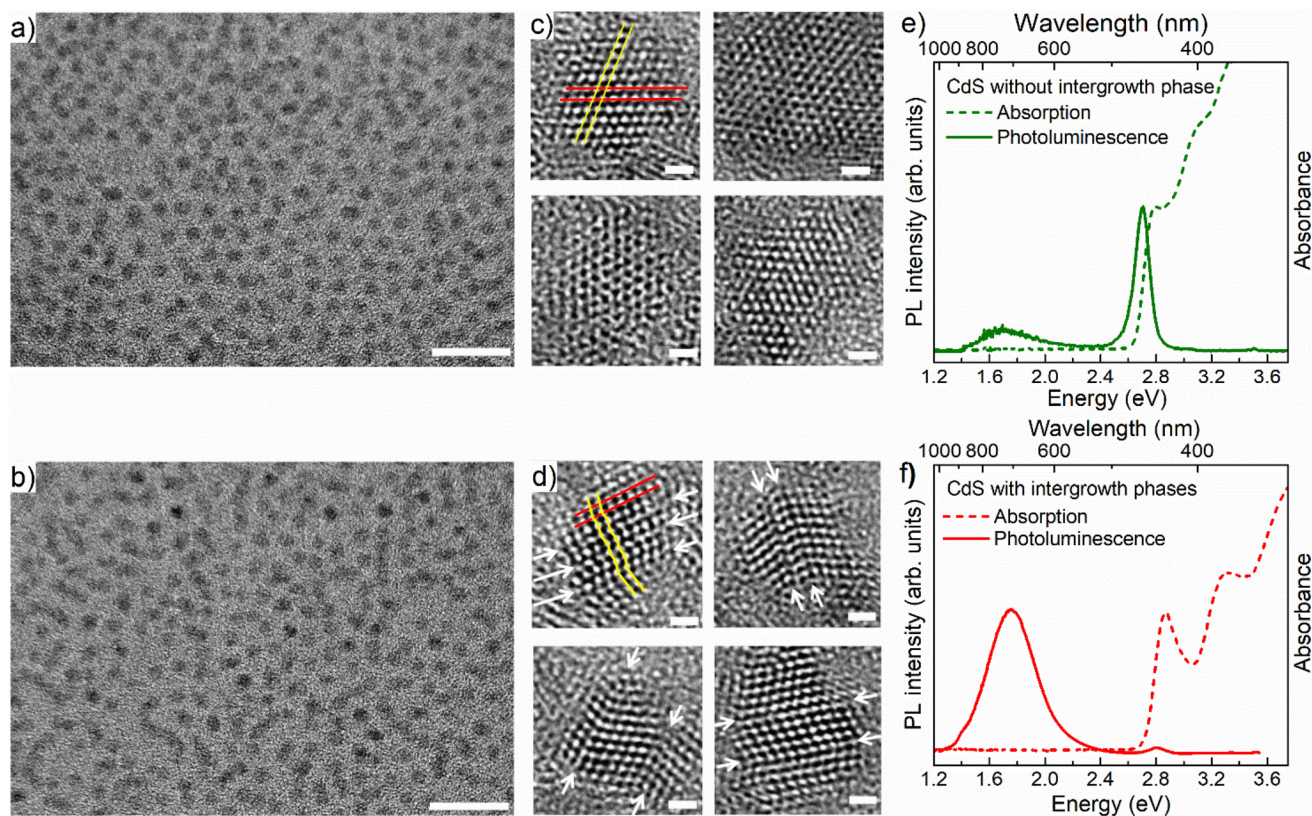 a)
c)
e)
Wavelength (nm)
1000 800 600 400
CdS without intergrowth phase
Absorption
Photoluminescence
PL intensity (arb. units)
Absorbance
1.2 1.6 2.0 2.4 2.8 3.2 3.6
Energy (eV)
b)
d)
f)
Wavelength (nm)
1000 800 600 400
CdS with intergrowth phases
Absorption
Photoluminescence
PL intensity (arb. units)
Absorbance
1.2 1.6 2.0 2.4 2.8 3.2 3.6
Energy (eV)